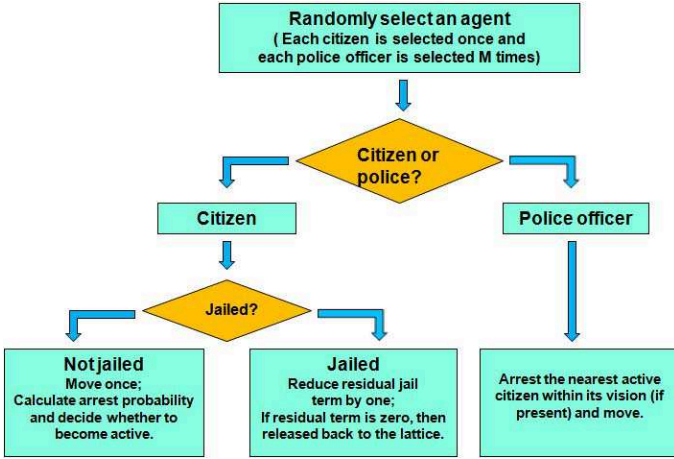 Randomly select an agent
( Each citizen is selected once and
each police officer is selected M times)
Citizen or
police?
Citizen
Police officer
Jailed?
Not jailed
Move once;
Calculate arrest probability
and decide whether to
become active.
Jailed
Reduce residual jail
term by one;
If residual term is zero, then
released back to the lattice.
Arrest the nearest active
citizen within its vision (if
present) and move.